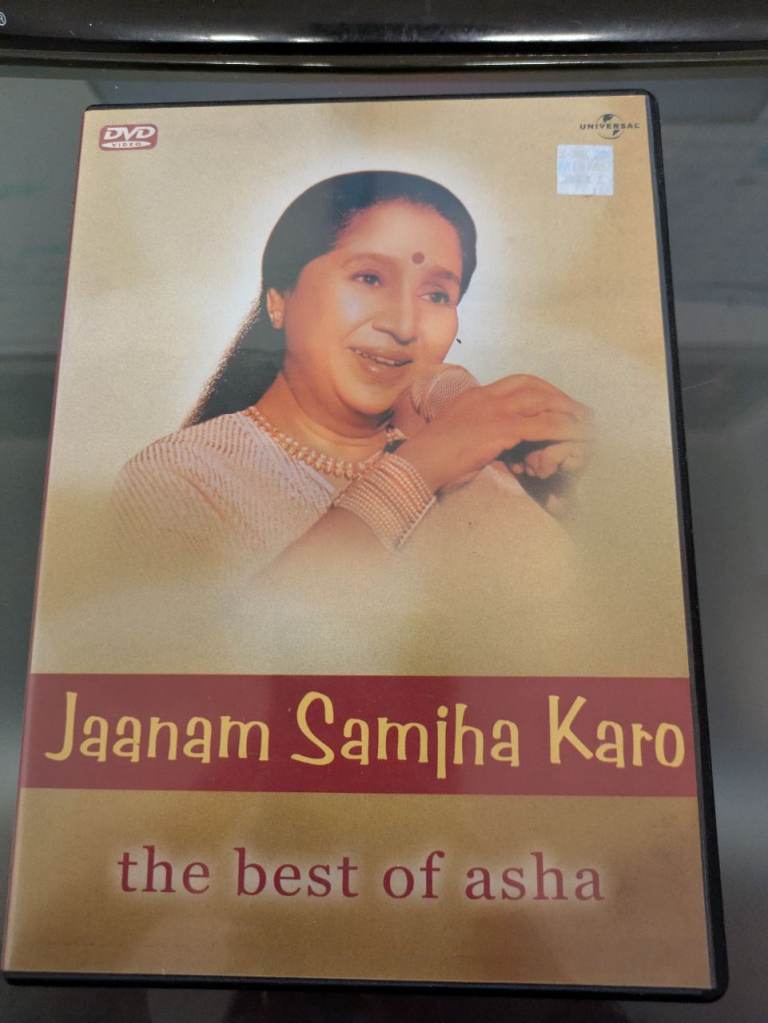 ®
DVD
VIDEO
UNIVERSAL
Jaanam Samjha Karo
the best of asha